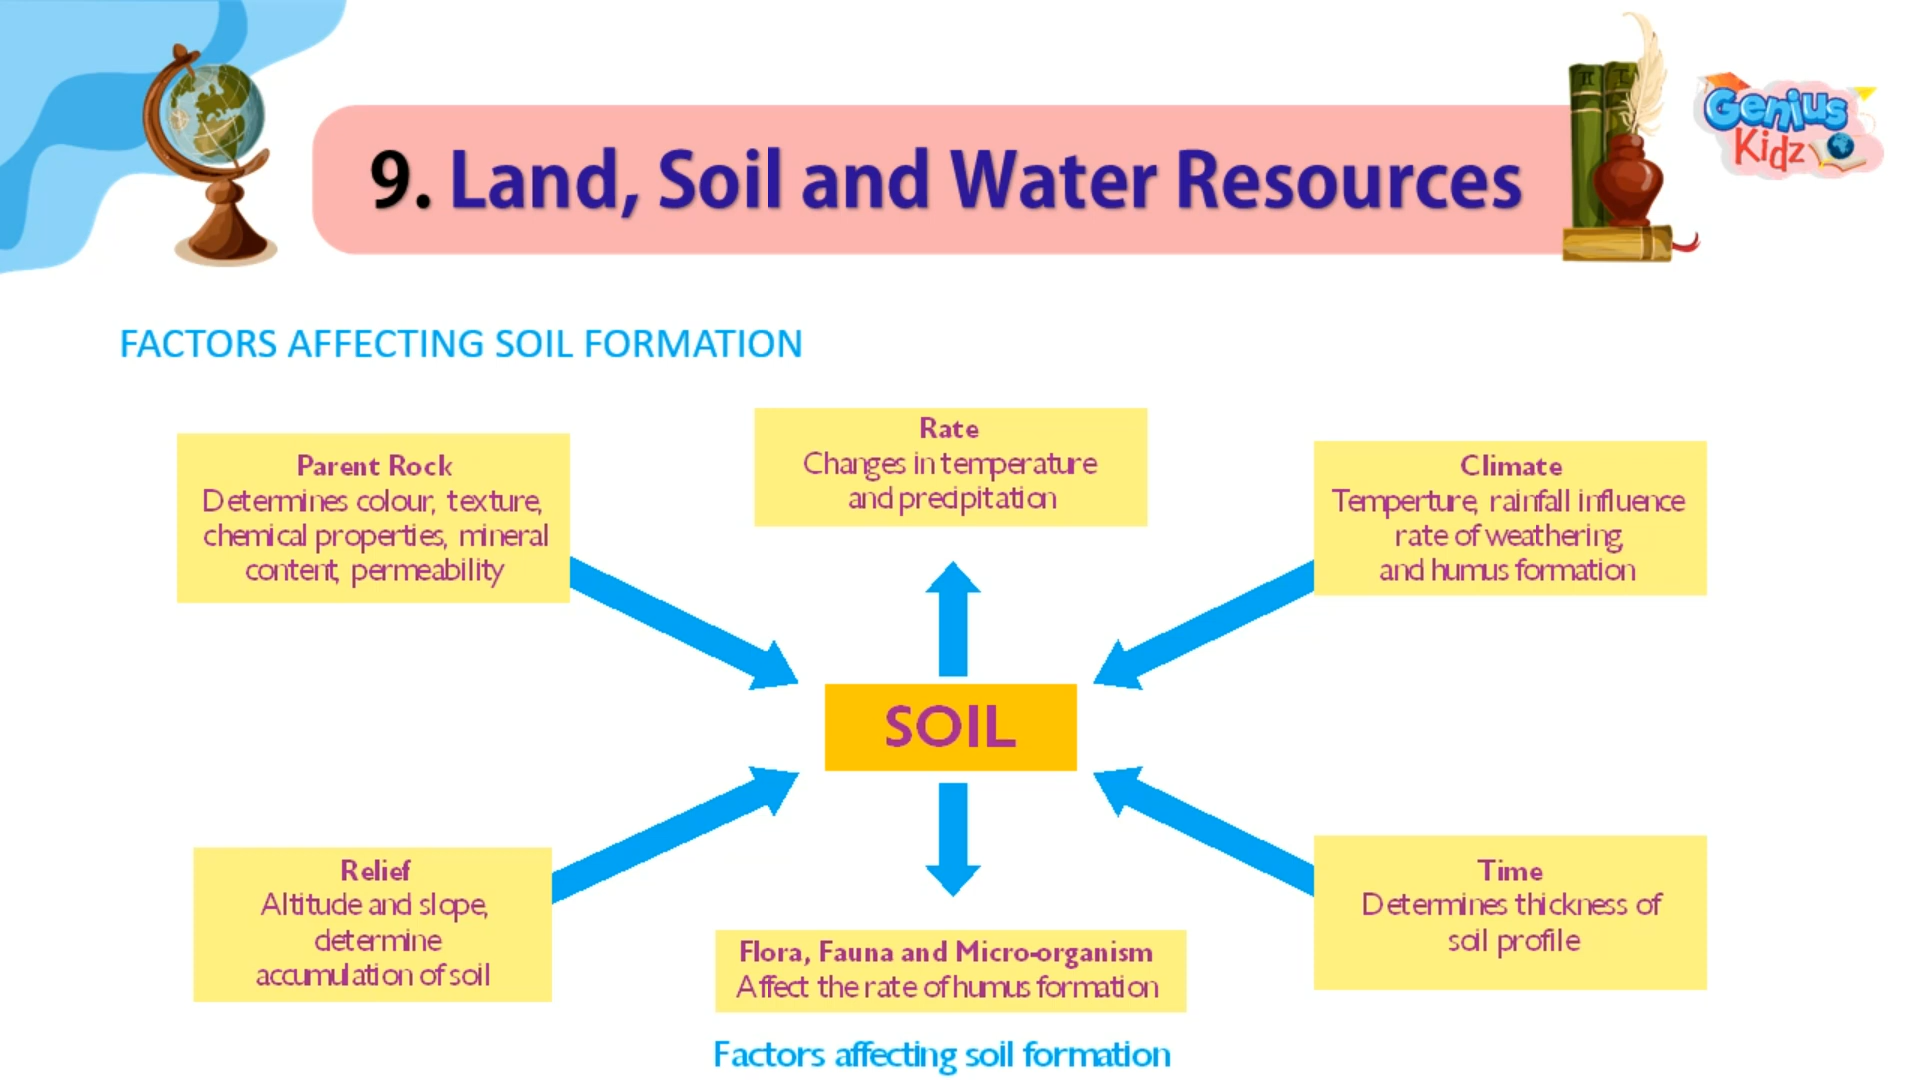 Genius
Kidz
9. Land, Soil and Water Resources
FACTORS AFFECTING SOIL FORMATION
Parent Rock
Determines colour, texture,
chemical properties, mineral
content, permeability
Rate
Changes in temperature
and precipitation
Climate
Temperture, rainfall influence
rate of weathering
and humus formation
SOIL
Relief
Altitude and slope,
determine
accumulation of soil
Flora, Fauna and Micro-organism
Affect the rate of humus formation
Time
Determines thickness of
soil profile
Factors affecting soil formation